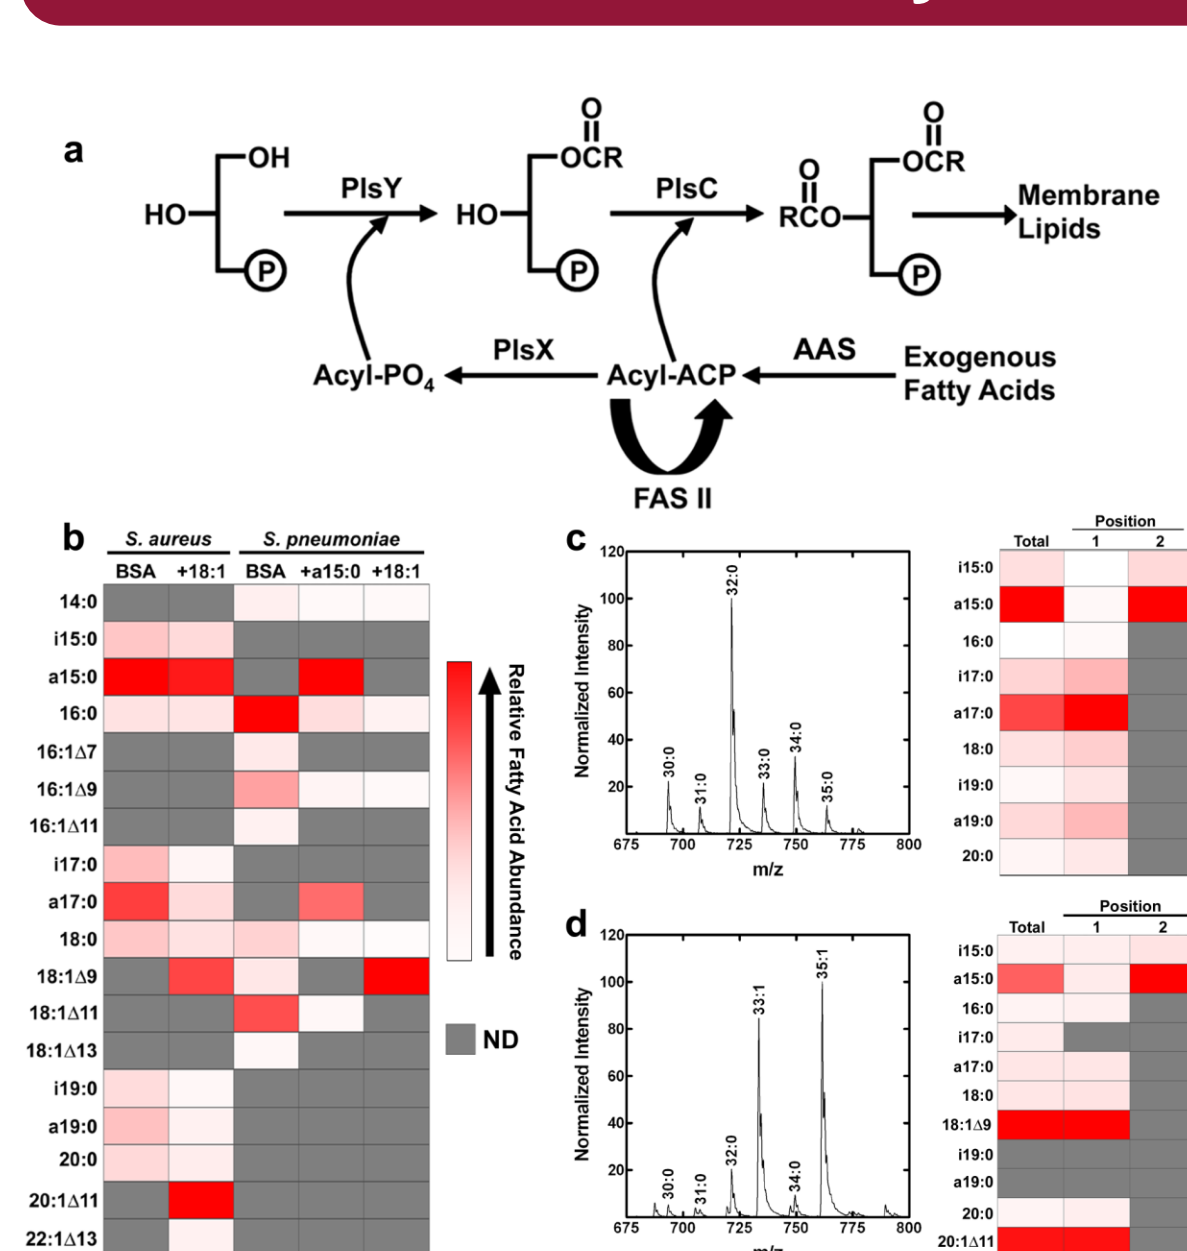 a
OH
HO
P
PlsY
O
OCR
HO
P
PlsC
O
OCR
O
RCO
P
Membrane
Lipids
Acyl-PO4
PlsX
Acyl-ACP
AAS
Exogenous
Fatty Acids
FAS II
b
S. aureus S. pneumoniae
BSA +18:1 BSA +a15:0 +18:1
14:0
i15:0
a15:0
16:0
16:1Δ7
16:1Δ9
16:1Δ11
i17:0
a17:0
18:0
18:1Δ9
18:1Δ11
18:1Δ13
i19:0
a19:0
20:0
20:1Δ11
22:1Δ13
Relative Fatty Acid Abundance
ND
c
Normalized Intensity
120
100
80
60
40
20
30:0
31:0
32:0
33:0
34:0
35:0
675 700 725 750 775 800
m/z
Position
Total 1 2
i15:0
a15:0
16:0
i17:0
a17:0
18:0
i19:0
a19:0
20:0
d
Normalized Intensity
120
100
80
60
40
20
30:0
31:0
32:0
33:1
34:0
35:1
675 700 725 750 775 800
m/z
Position
Total 1 2
i15:0
a15:0
16:0
i17:0
a17:0
18:0
18:1Δ9
i19:0
a19:0
20:0
20:1Δ11